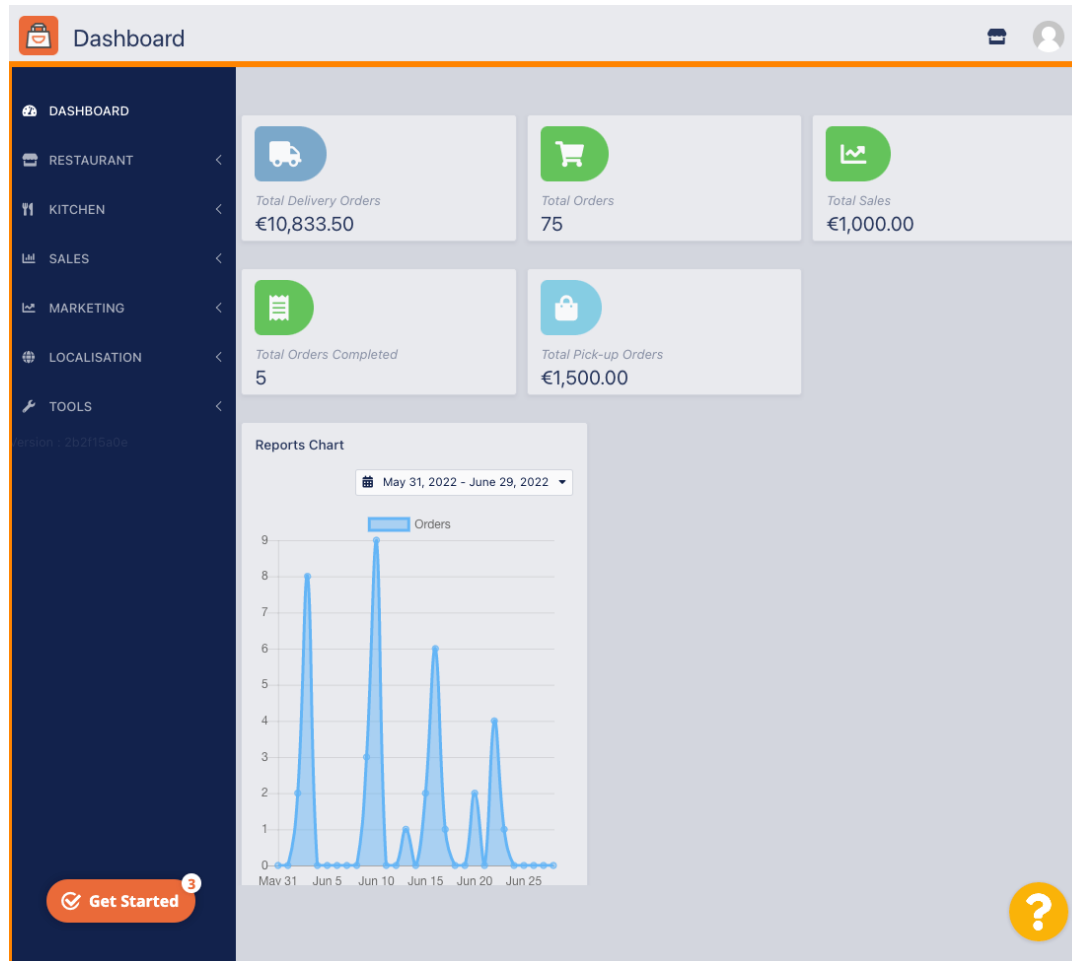 Dashboard
DASHBOARD
RESTAURANT
KITCHEN
SALES
MARKETING
LOCALISATION
TOOLS
Version : 2b2f15a0e
Get Started
3
Total Delivery Orders
€10,833.50
Total Orders
75
Total Sales
€1,000.00
Total Orders Completed
5
Total Pick-up Orders
€1,500.00
Reports Chart
May 31, 2022 - June 29, 2022
Orders
9
8
7
6
5
4
3
2
1
0
May 31 Jun 5 Jun 10 Jun 15 Jun 20 Jun 25
?